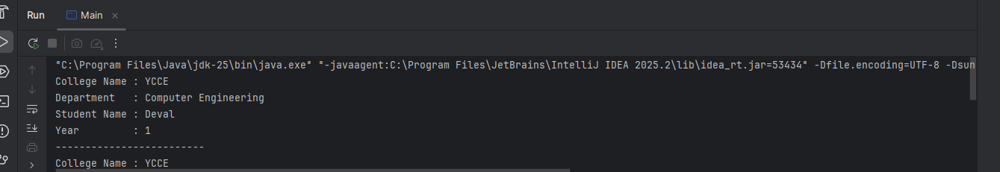 Run Main
"C:\Program Files\Java\jdk-25\bin\java.exe" "-javaagent:C:\Program Files\JetBrains\IntelliJ IDEA 2025.2\lib\idea_rt.jar=53434" -Dfile.encoding=UTF-8 -Dsun
College Name : YCCE
Department   : Computer Engineering
Student Name : Deval
Year         : 1
-------------------------
College Name : YCCE